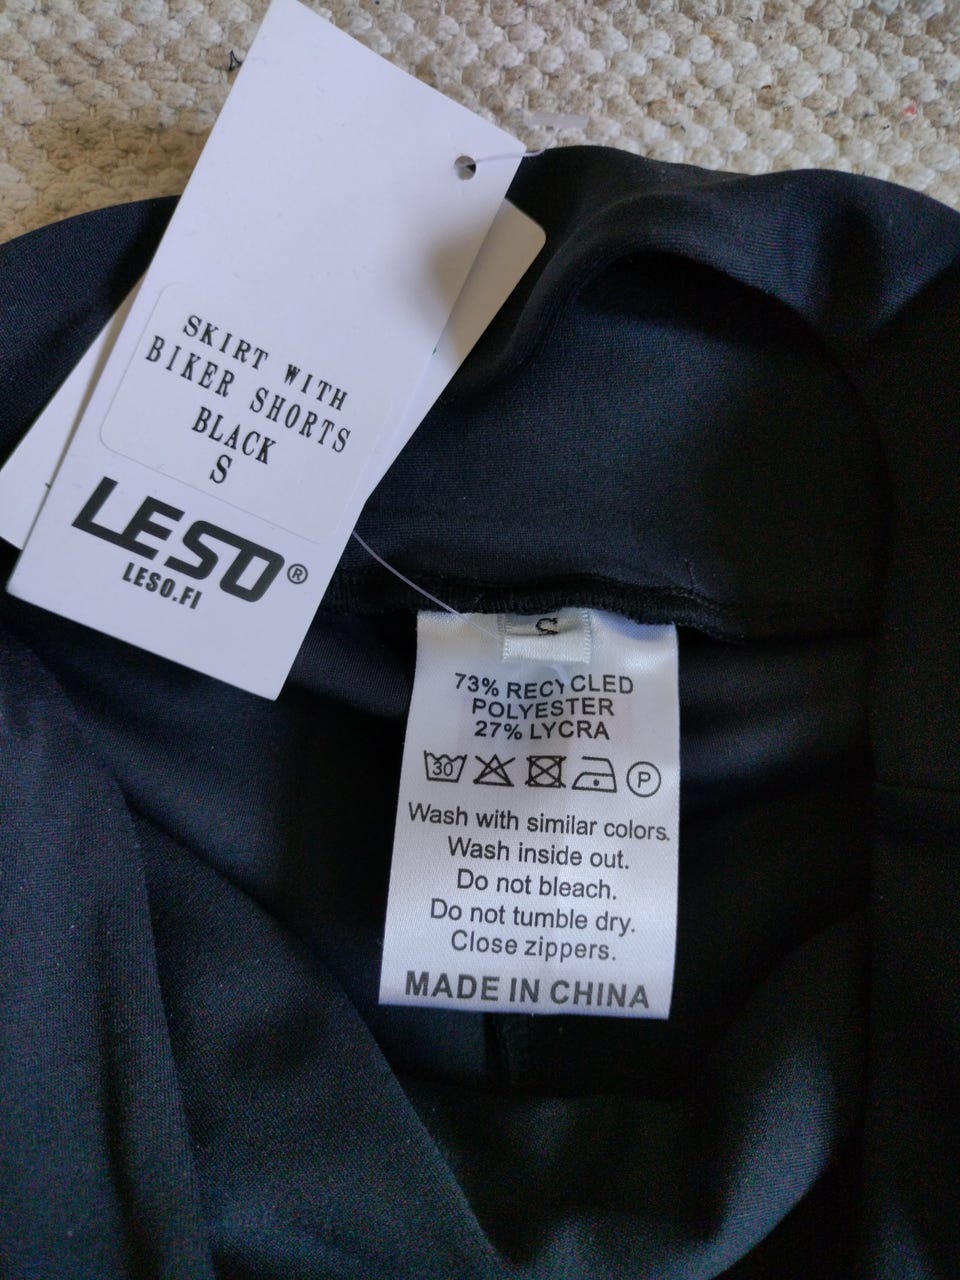 SKIRT WITH
BIKER SHORTS
BLACK
S
LESO®
LESO.FI
S
73% RECYCLED
POLYESTER
27% LYCRA
30 P
Wash with similar colors.
Wash inside out.
Do not bleach.
Do not tumble dry.
Close zippers.
MADE IN CHINA